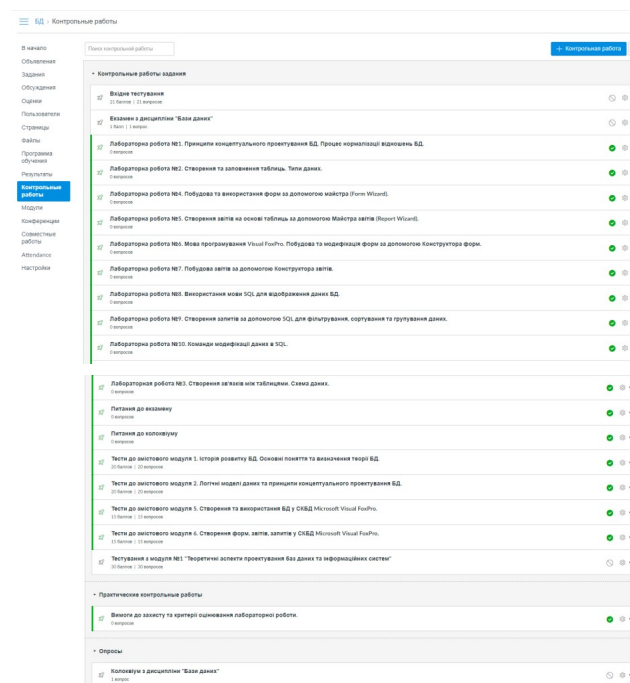 БД › Контрольные работы
В начало
Объявления
Задания
Обсуждения
Оценки
Пользователи
Страницы
Файлы
Программа
обучения
Результаты
Контрольные
работы
Модули
Конференции
Совместные
работы
Attendance
Настройки
Поиск контрольной работы
+ Контрольная работа
Контрольные работы задания
Вхідне тестування
21 баллов | 21 вопросов
Екзамен з дисципліни "Бази даних"
1 балл | 1 вопрос
Лабораторна робота №1. Принципи концептуального проектування БД. Процес нормалізації відношень БД.
0 вопросов
Лабораторна робота №2. Створення та заповнення таблиць. Типи даних.
0 вопросов
Лабораторна робота №4. Побудова та використання форм за допомогою майстра (Form Wizard).
0 вопросов
Лабораторна робота №5. Створення звітів на основі таблиць за допомогою Майстра звітів (Report Wizard).
0 вопросов
Лабораторна робота №6. Мова програмування Visual FoxPro. Побудова та модифікація форм за допомогою Конструктора форм.
0 вопросов
Лабораторна робота №7. Побудова звітів за допомогою Конструктора звітів.
0 вопросов
Лабораторна робота №8. Використання мови SQL для відображення даних БД.
0 вопросов
Лабораторна робота №9. Створення запитів за допомогою SQL для фільтрування, сортування та групування даних.
0 вопросов
Лабораторна робота №10. Команди модифікації даних в SQL.
0 вопросов
Лабораторная робота №3. Створення зв'язків між таблицями. Схема даних.
0 вопросов
Питання до екзамену
0 вопросов
Питання до колоквіуму
0 вопросов
Тести до змістового модуля 1. Історія розвитку БД. Основні поняття та визначення теорії БД.
20 баллов | 20 вопросов
Тести до змістового модуля 2. Логічні моделі даних та принципи концептуального проектування БД.
20 баллов | 20 вопросов
Тести до змістового модуля 5. Створення та використання БД у СКБД Microsoft Visual FoxPro.
15 баллов | 15 вопросов
Тести до змістового модуля 6. Створення форм, звітів, запитів у СКБД Microsoft Visual FoxPro.
15 баллов | 15 вопросов
Тестування з модуля №1 "Теоретичні аспекти проектування баз даних та інформаційних систем"
30 баллов | 30 вопросов
Практические контрольные работы
Вимоги до захисту та критерії оцінювання лабораторної роботи.
0 вопросов
Опросы
Колоквіум з дисципліни "Бази даних"
1 вопрос